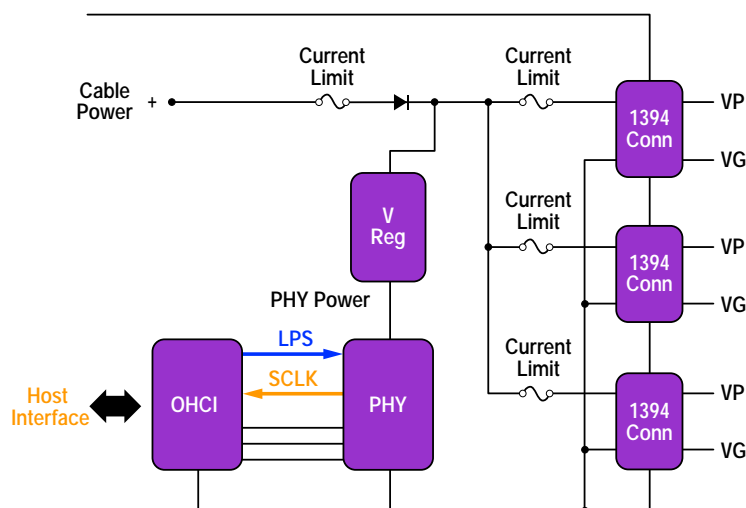 Current
Limit
Current
Limit
Cable
Power
+
1394
Conn
VP
VG
V
Reg
Current
Limit
1394
Conn
VP
VG
PHY Power
LPS
SCLK
Host
Interface
OHCI
PHY
Current
Limit
1394
Conn
VP
VG